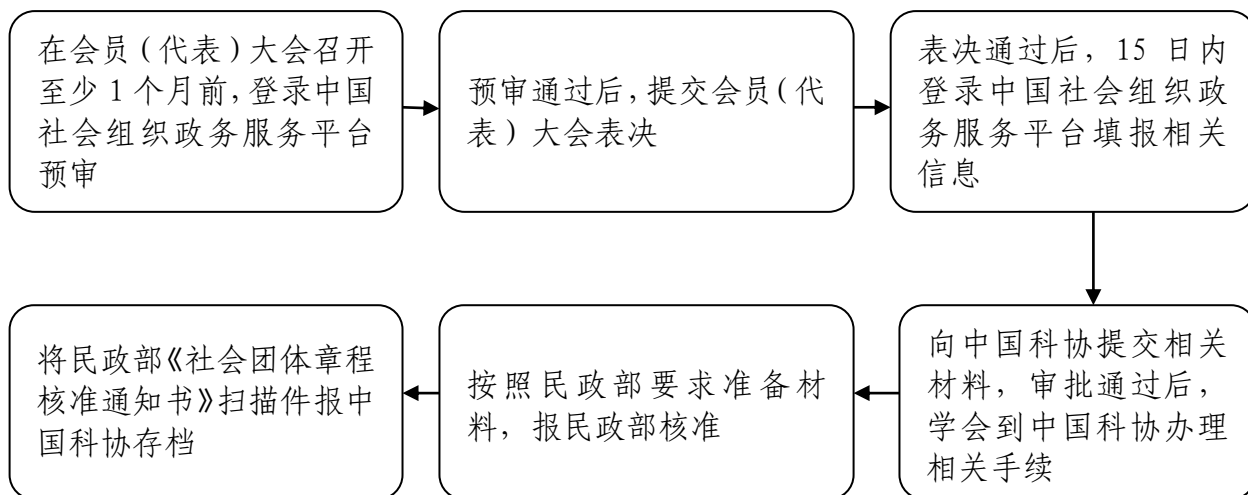 在会员（代表）大会召开
至少 1 个月前，登录中国
社会组织政务服务平台
预审
预审通过后，提交会员（代
表）大会表决
表决通过后，15 日内
登录中国社会组织政
务服务平台填报相关
信息
向中国科协提交相关
材料，审批通过后，
学会到中国科协办理
相关手续
按照民政部要求准备材
料，报民政部核准
将民政部《社会团体章程
核准通知书》扫描件报中
国科协存档